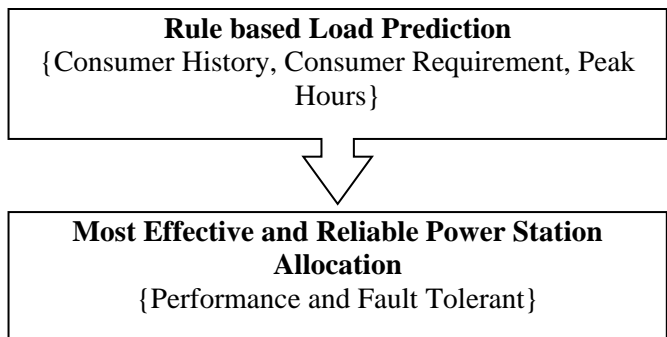 Rule based Load Prediction
{Consumer History, Consumer Requirement, Peak
Hours}
Most Effective and Reliable Power Station
Allocation
{Performance and Fault Tolerant}